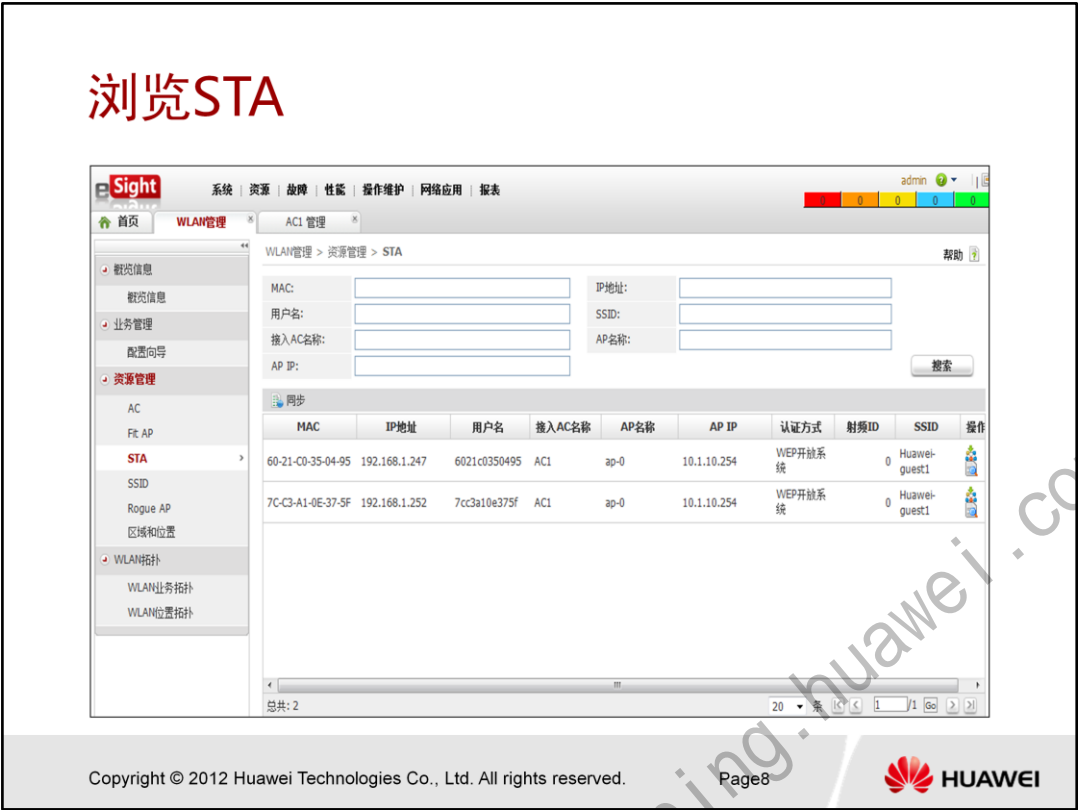 浏览STA
eSight
系统 | 资源 | 故障 | 性能 | 操作维护 | 网络应用 | 报表
admin
0 0 0 0 0
首页 WLAN管理 AC1 管理
WLAN管理 > 资源管理 > STA
帮助
概览信息
概览信息
业务管理
配置向导
资源管理
AC
Fit AP
STA
SSID
Rogue AP
区域和位置
WLAN拓扑
WLAN业务拓扑
WLAN位置拓扑
MAC: IP地址:
用户名: SSID:
接入AC名称: AP名称:
AP IP:
搜索
同步
MAC IP地址 用户名 接入AC名称 AP名称 AP IP 认证方式 射频ID SSID 操作
60-21-C0-35-04-95 192.168.1.247 6021c0350495 AC1 ap-0 10.1.10.254 WEP开放系统 0 Huawei-guest1
7C-C3-A1-0E-37-5F 192.168.1.252 7cc3a10e375f AC1 ap-0 10.1.10.254 WEP开放系统 0 Huawei-guest1
总共: 2
20 条 1 /1 Go
ing.huawei.co
Copyright © 2012 Huawei Technologies Co., Ltd. All rights reserved.
Page8
HUAWEI